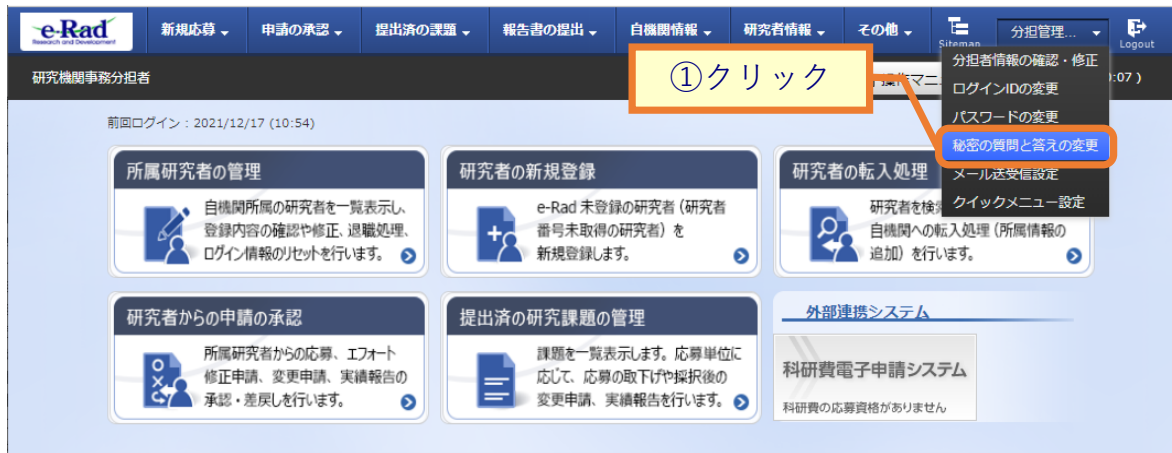 e-Rad
Research and Development
新規応募
申請の承認
提出済の課題
報告書の提出
自機関情報
研究者情報
その他
Sitemap
分担管理...
Logout
研究機関事務分担者
①クリック
操作マニ
:07 )
分担者情報の確認・修正
ログインIDの変更
パスワードの変更
秘密の質問と答えの変更
メール送受信設定
クイックメニュー設定
前回ログイン : 2021/12/17 (10:54)
所属研究者の管理
自機関所属の研究者を一覧表示し、
登録内容の確認や修正、退職処理、
ログイン情報のリセットを行います。
研究者の新規登録
e-Rad 未登録の研究者（研究者
番号未取得の研究者）を
新規登録します。
研究者の転入処理
研究者を検
自機関への転入処理（所属情報の
追加）を行います。
研究者からの申請の承認
所属研究者からの応募、エフォート
修正申請、変更申請、実績報告の
承認・差戻しを行います。
提出済の研究課題の管理
課題を一覧表示します。応募単位に
応じて、応募の取下げや採択後の
変更申請、実績報告を行います。
外部連携システム
科研費電子申請システム
科研費の応募資格がありません